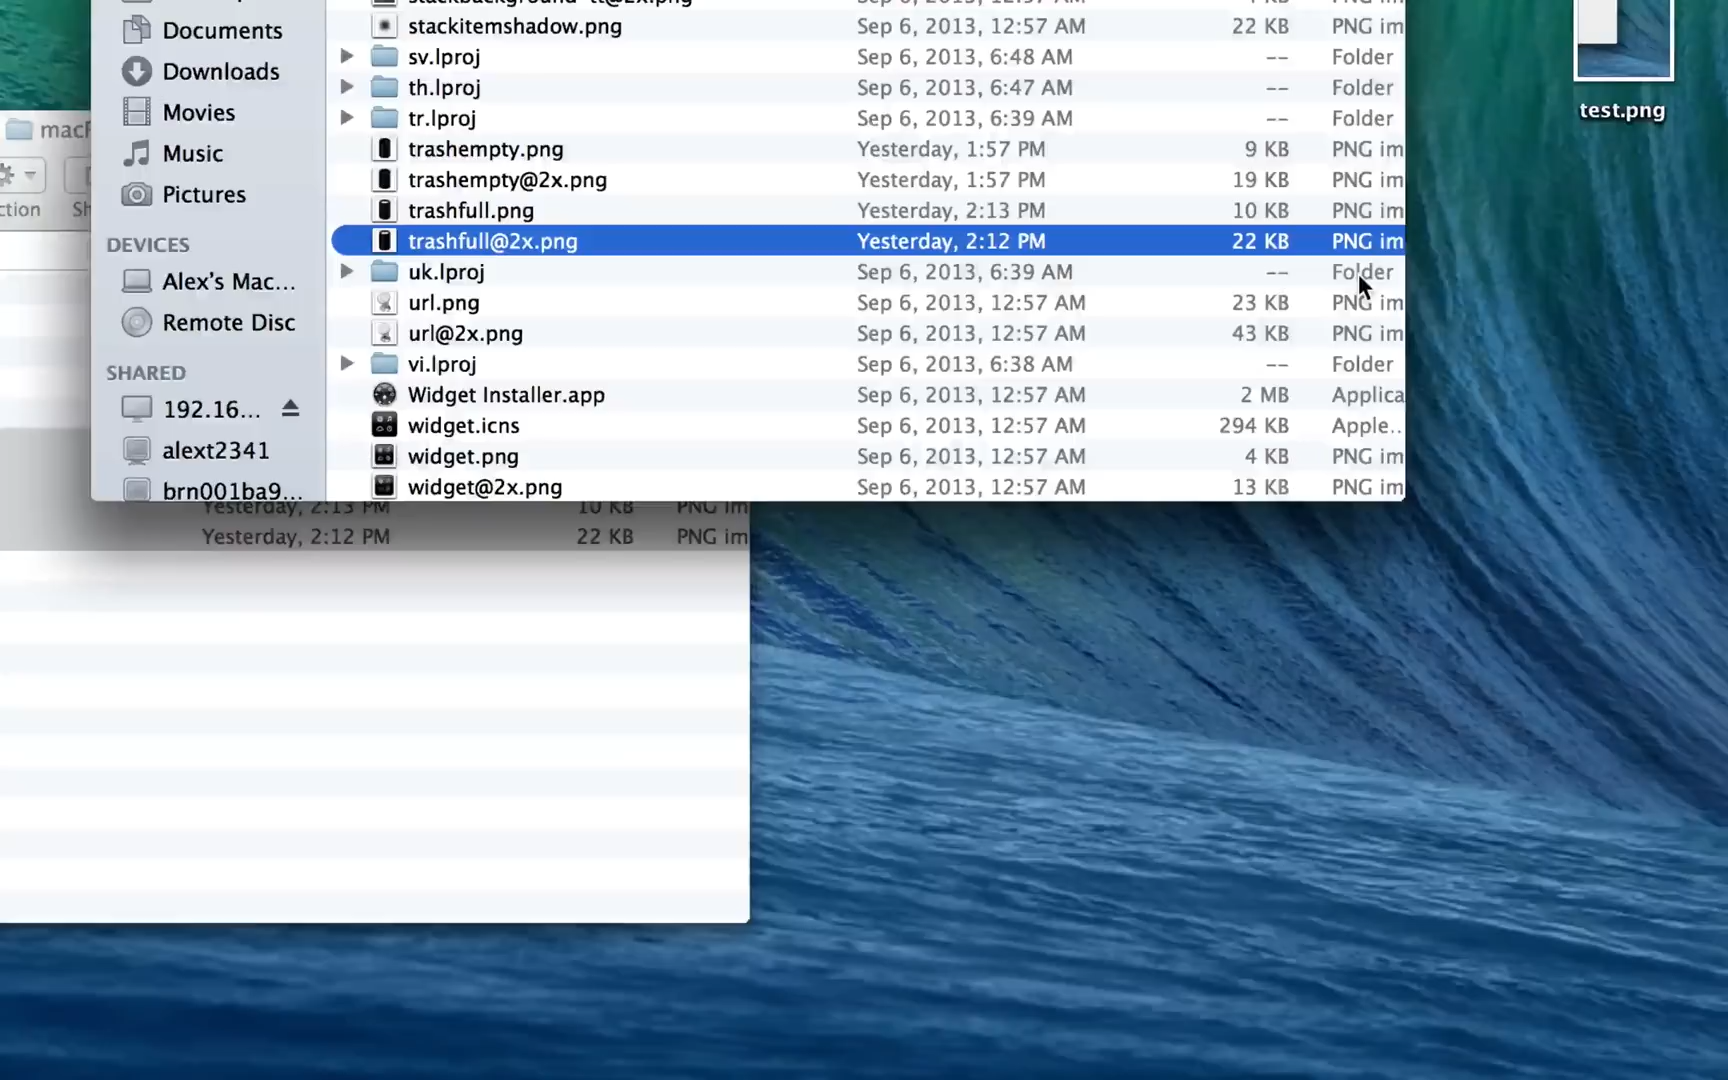 stackbackground-tl@2x.png 4 KB PNG im
stackitemshadow.png Sep 6, 2013, 12:57 AM 22 KB PNG im
Documents
sv.lproj Sep 6, 2013, 6:48 AM -- Folder
Downloads
th.lproj Sep 6, 2013, 6:47 AM -- Folder
Movies
tr.lproj Sep 6, 2013, 6:39 AM -- Folder
test.png
trashempty.png Yesterday, 1:57 PM 9 KB PNG im
Music
trashempty@2x.png Yesterday, 1:57 PM 19 KB PNG im
Pictures
trashfull.png Yesterday, 2:13 PM 10 KB PNG im
DEVICES
trashfull@2x.png Yesterday, 2:12 PM 22 KB PNG im
Alex's Mac...
uk.lproj Sep 6, 2013, 6:39 AM -- Folder
url.png Sep 6, 2013, 12:57 AM 23 KB PNG im
Remote Disc
url@2x.png Sep 6, 2013, 12:57 AM 43 KB PNG im
SHARED
vi.lproj Sep 6, 2013, 6:38 AM -- Folder
192.16...
Widget Installer.app Sep 6, 2013, 12:57 AM 2 MB Applica
widget.icns Sep 6, 2013, 12:57 AM 294 KB Apple...
alext2341
widget.png Sep 6, 2013, 12:57 AM 4 KB PNG im
brn001ba9...
widget@2x.png Sep 6, 2013, 12:57 AM 13 KB PNG im
Yesterday, 2:13 PM 10 KB PNG im
Yesterday, 2:12 PM 22 KB PNG im